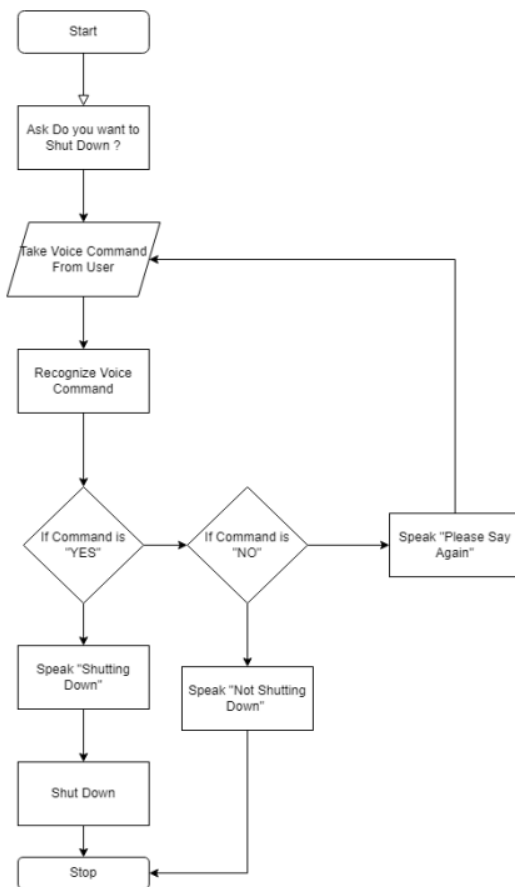 Start
Ask Do you want to
Shut Down ?
Take Voice Command
From User
Recognize Voice
Command
If Command is
"YES"
If Command is
"NO"
Speak "Please Say
Again"
Speak "Shutting
Down"
Speak "Not Shutting
Down"
Shut Down
Stop